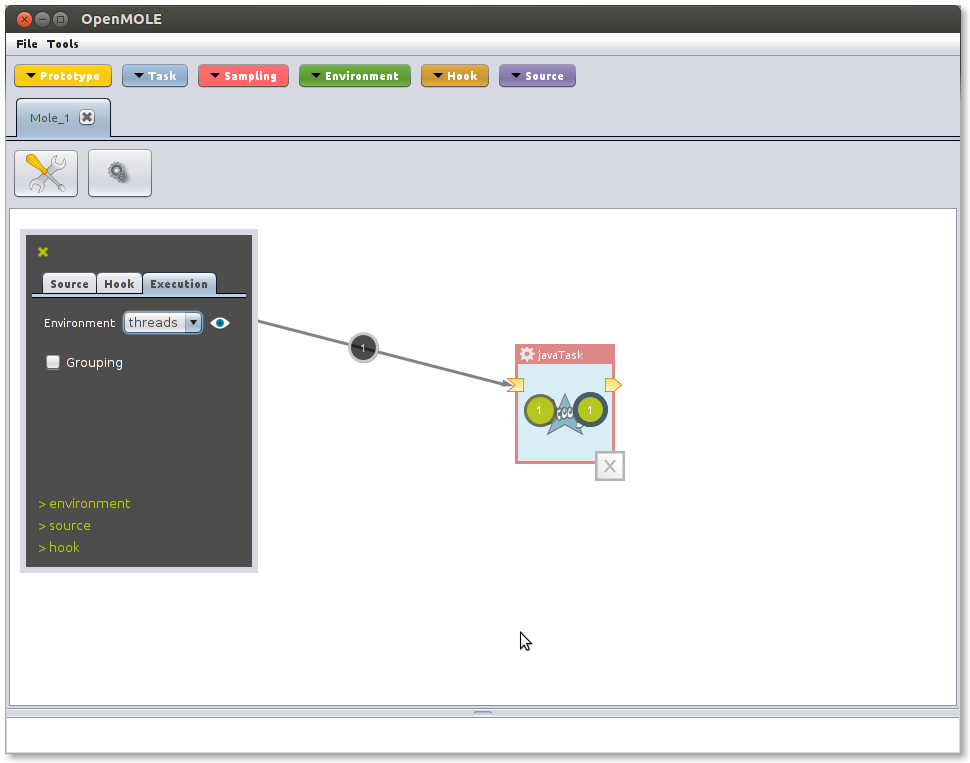 OpenMOLE
File Tools
Prototype Task Sampling Environment Hook Source
Mole_1
Source Hook Execution
Environment threads
Grouping
1
javaTask
1 1
X
> environment
> source
> hook